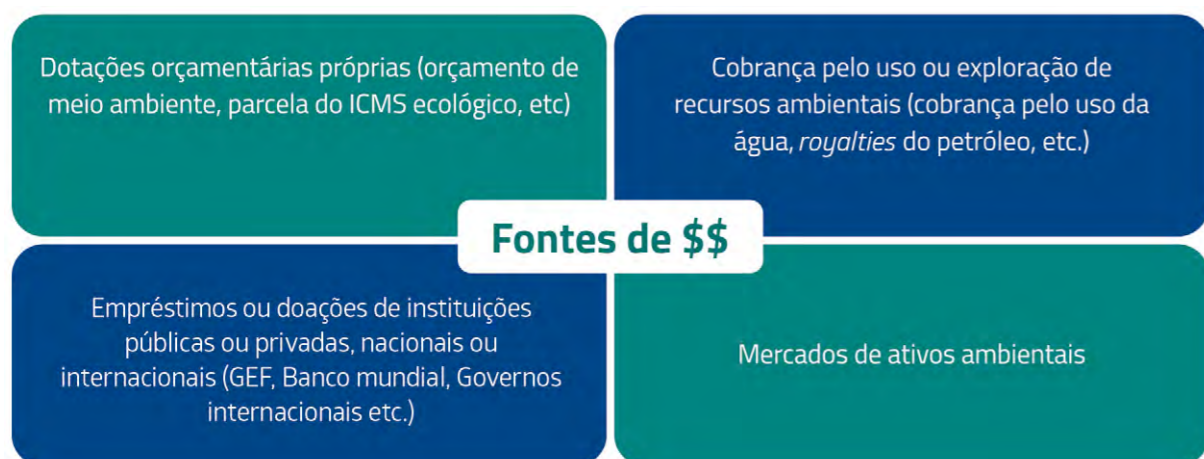 Dotações orçamentárias próprias (orçamento de
meio ambiente, parcela do ICMS ecológico, etc)
Cobrança pelo uso ou exploração de
recursos ambientais (cobrança pelo uso da
água, royalties do petróleo, etc.)
Fontes de $$
Empréstimos ou doações de instituições
públicas ou privadas, nacionais ou
internacionais (GEF, Banco mundial, Governos
internacionais etc.)
Mercados de ativos ambientais